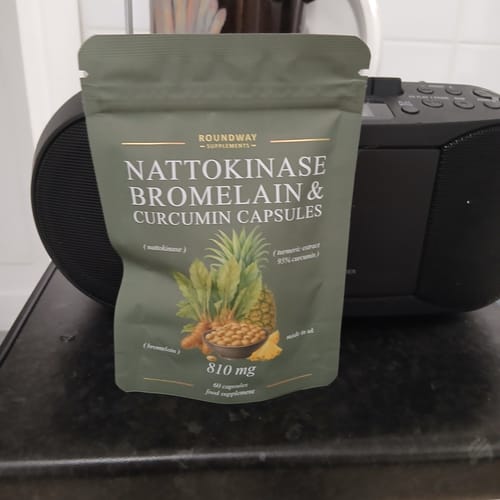 ROUNDWAY
SUPPLEMENTS
NATTOKINASE
BROMELAIN &
CURCUMIN CAPSULES
( nattokinase )
( turmeric extract
95% curcumin )
( bromelain )
made in uk
810 mg
60 capsules
food supplement